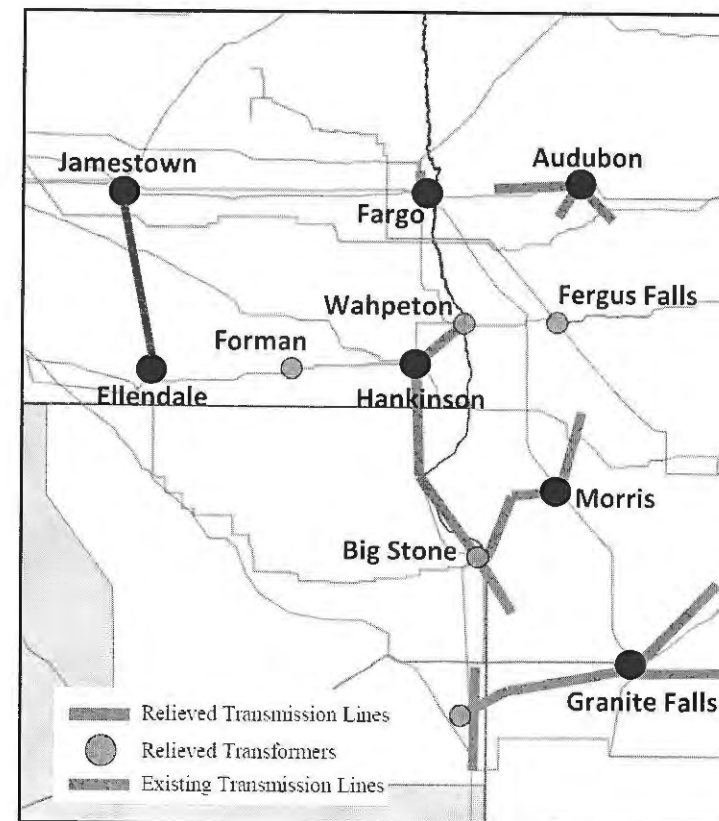 Jamestown
Audubon
Fargo
Wahpeton
Fergus Falls
Forman
Ellendale
Hankinson
Morris
Big Stone
Granite Falls
Relieved Transmission Lines
Relieved Transformers
Existing Transmission Lines